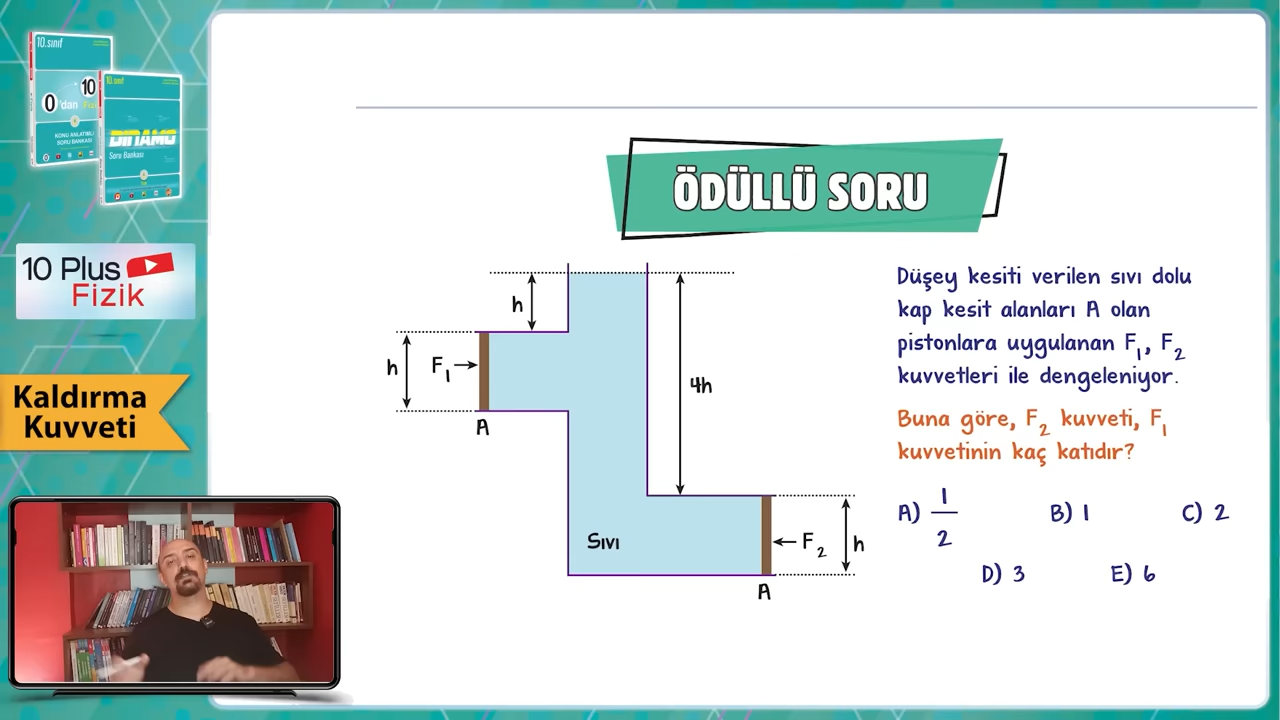 10.sınıf
0'dan 10
Fizik
KONU ANLATIMLI
SORU BANKASI
10.sınıf
DİNAMO
Soru Bankası
10 Plus
Fizik
Kaldırma
Kuvveti
ÖDÜLLÜ SORU
h
h
F1
4h
A
Sıvı
F2
h
A
Düşey kesiti verilen sıvı dolu
kap kesit alanları A olan
pistonlara uygulanan F1, F2
kuvvetleri ile dengeleniyor.
Buna göre, F2 kuvveti, F1
kuvvetinin kaç katıdır?
A) 1/2 B) 1 C) 2
D) 3 E) 6